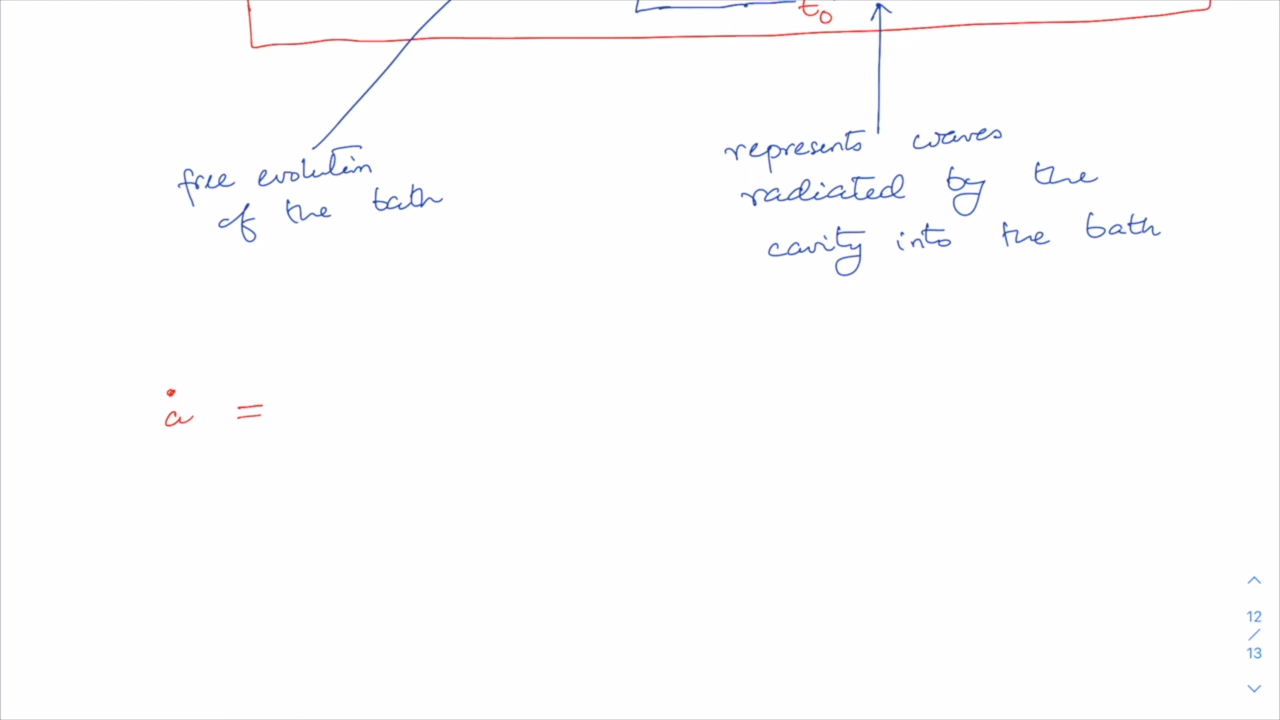 t₀
free evolution
of the bath
represents waves
radiated by the
cavity into the bath
ȧ =
12
/
13